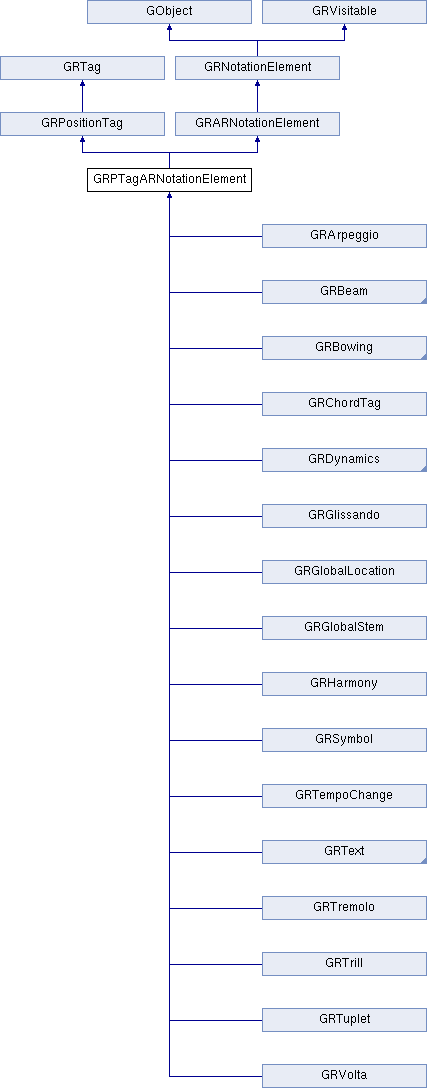 GObject
GRVisitable
GRTag
GRNotationElement
GRPositionTag
GRARNotationElement
GRPTagARNotationElement
GRArpeggio
GRBeam
GRBowing
GRChordTag
GRDynamics
GRGlissando
GRGlobalLocation
GRGlobalStem
GRHarmony
GRSymbol
GRTempoChange
GRText
GRTremolo
GRTrill
GRTuplet
GRVolta